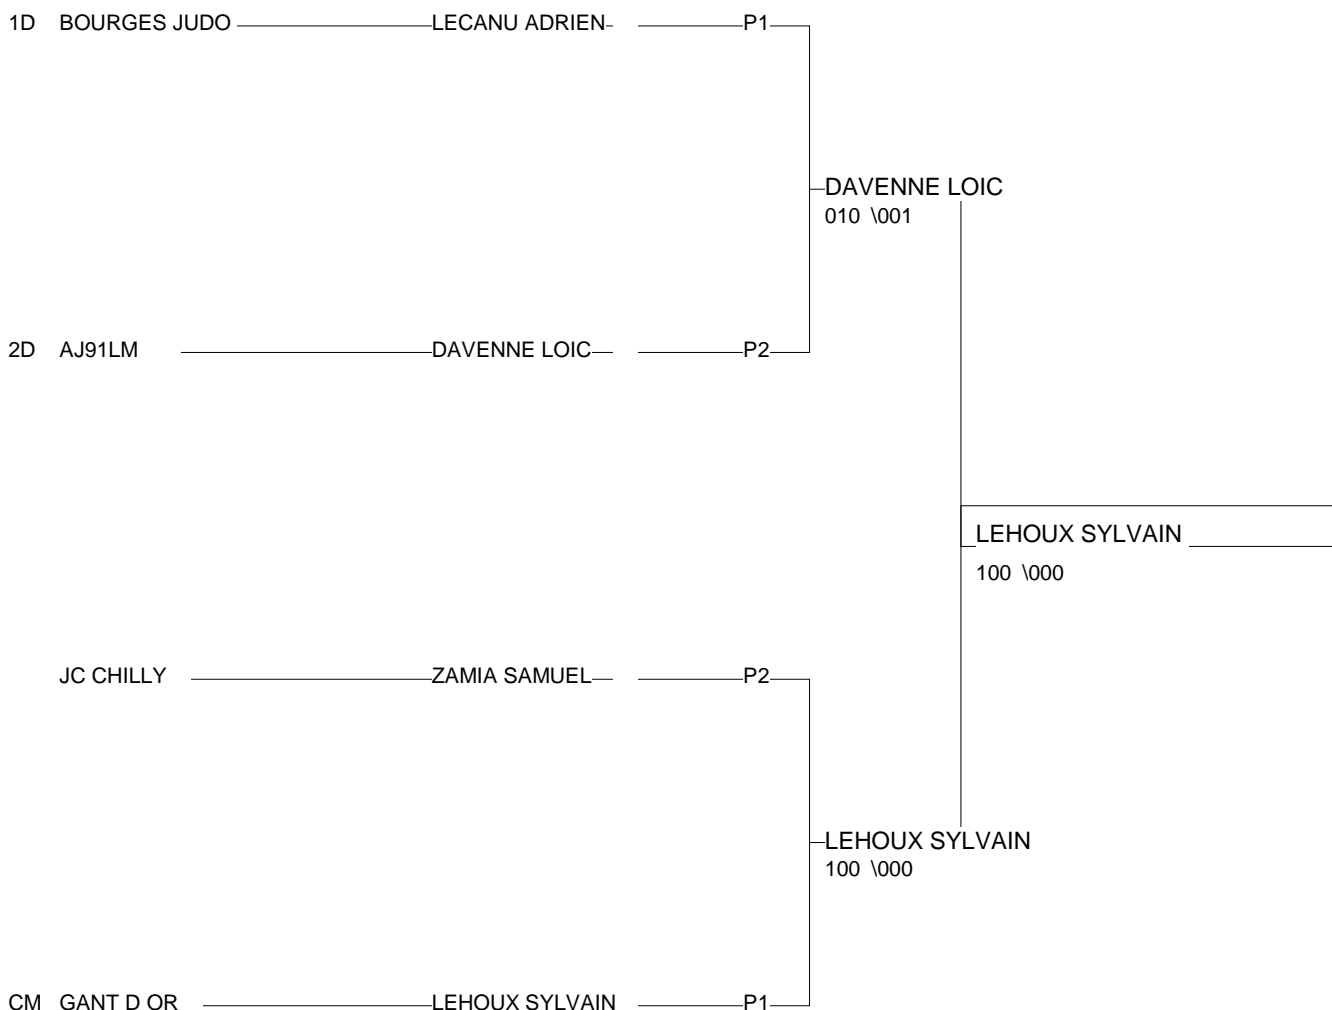 1D BOURGES JUDO LECANU ADRIEN P1
DAVENNE LOIC
010 \001
2D AJ91LM DAVENNE LOIC P2
LEHOUX SYLVAIN
100 \000
JC CHILLY ZAMIA SAMUEL P2
LEHOUX SYLVAIN
100 \000
CM GANT D OR LEHOUX SYLVAIN P1